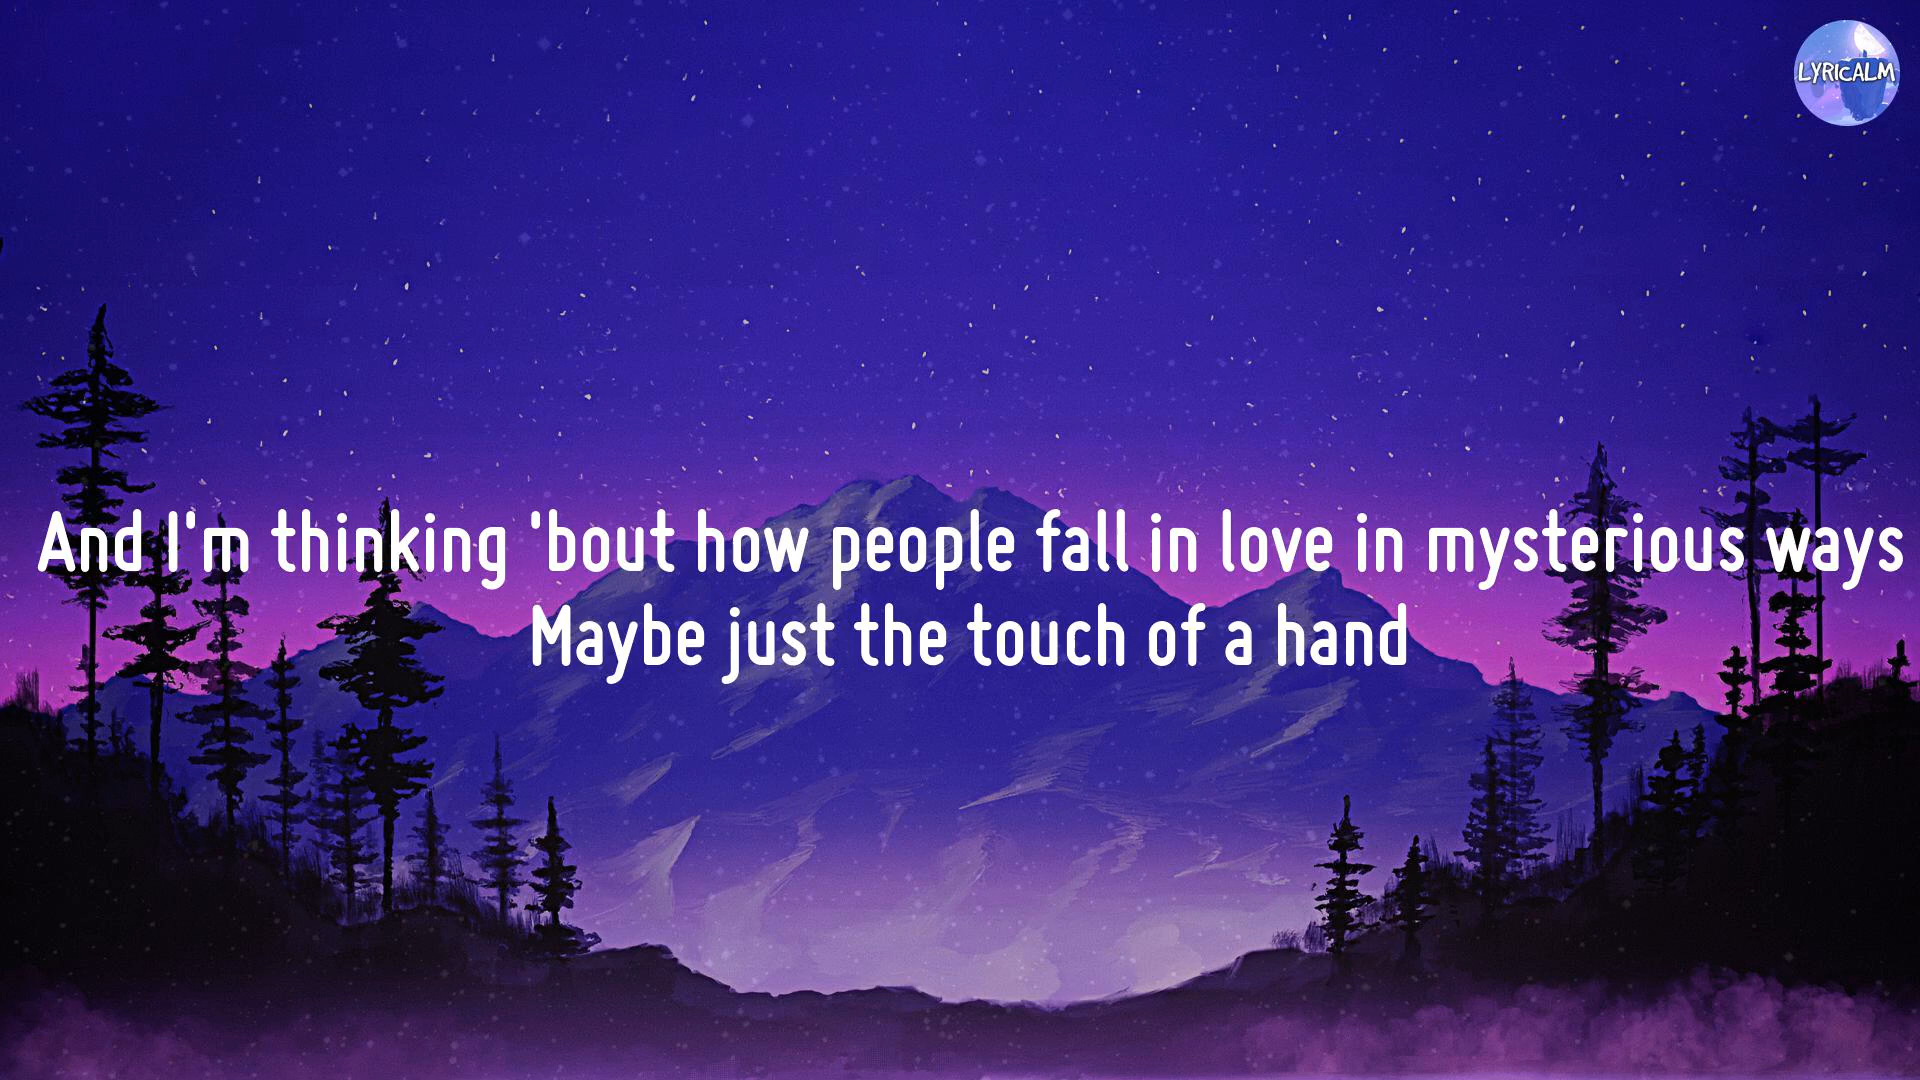 LYRICALM
And I'm thinking 'bout how people fall in love in mysterious ways
Maybe just the touch of a hand